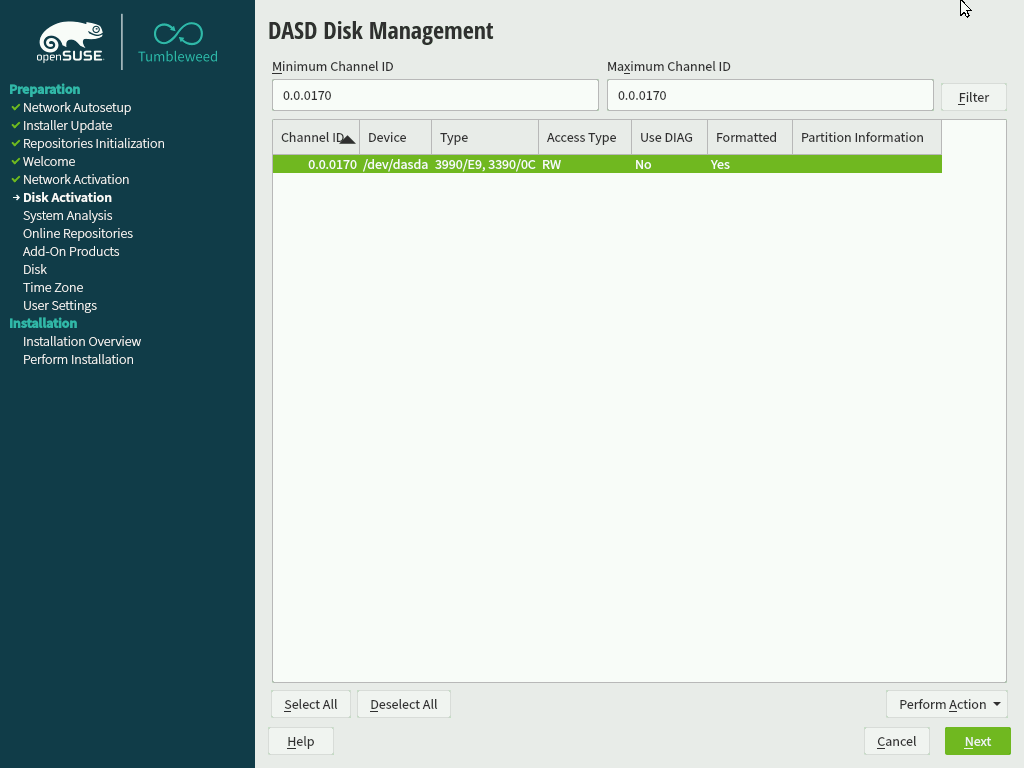 openSUSE
Tumbleweed
Preparation
Network Autosetup
Installer Update
Repositories Initialization
Welcome
Network Activation
Disk Activation
System Analysis
Online Repositories
Add-On Products
Disk
Time Zone
User Settings
Installation
Installation Overview
Perform Installation
DASD Disk Management
Minimum Channel ID Maximum Channel ID
0.0.0170 0.0.0170 Filter
Channel ID Device Type Access Type Use DIAG Formatted Partition Information
0.0.0170 /dev/dasda 3990/E9, 3390/0C RW No Yes
Select All Deselect All Perform Action
Help Cancel Next